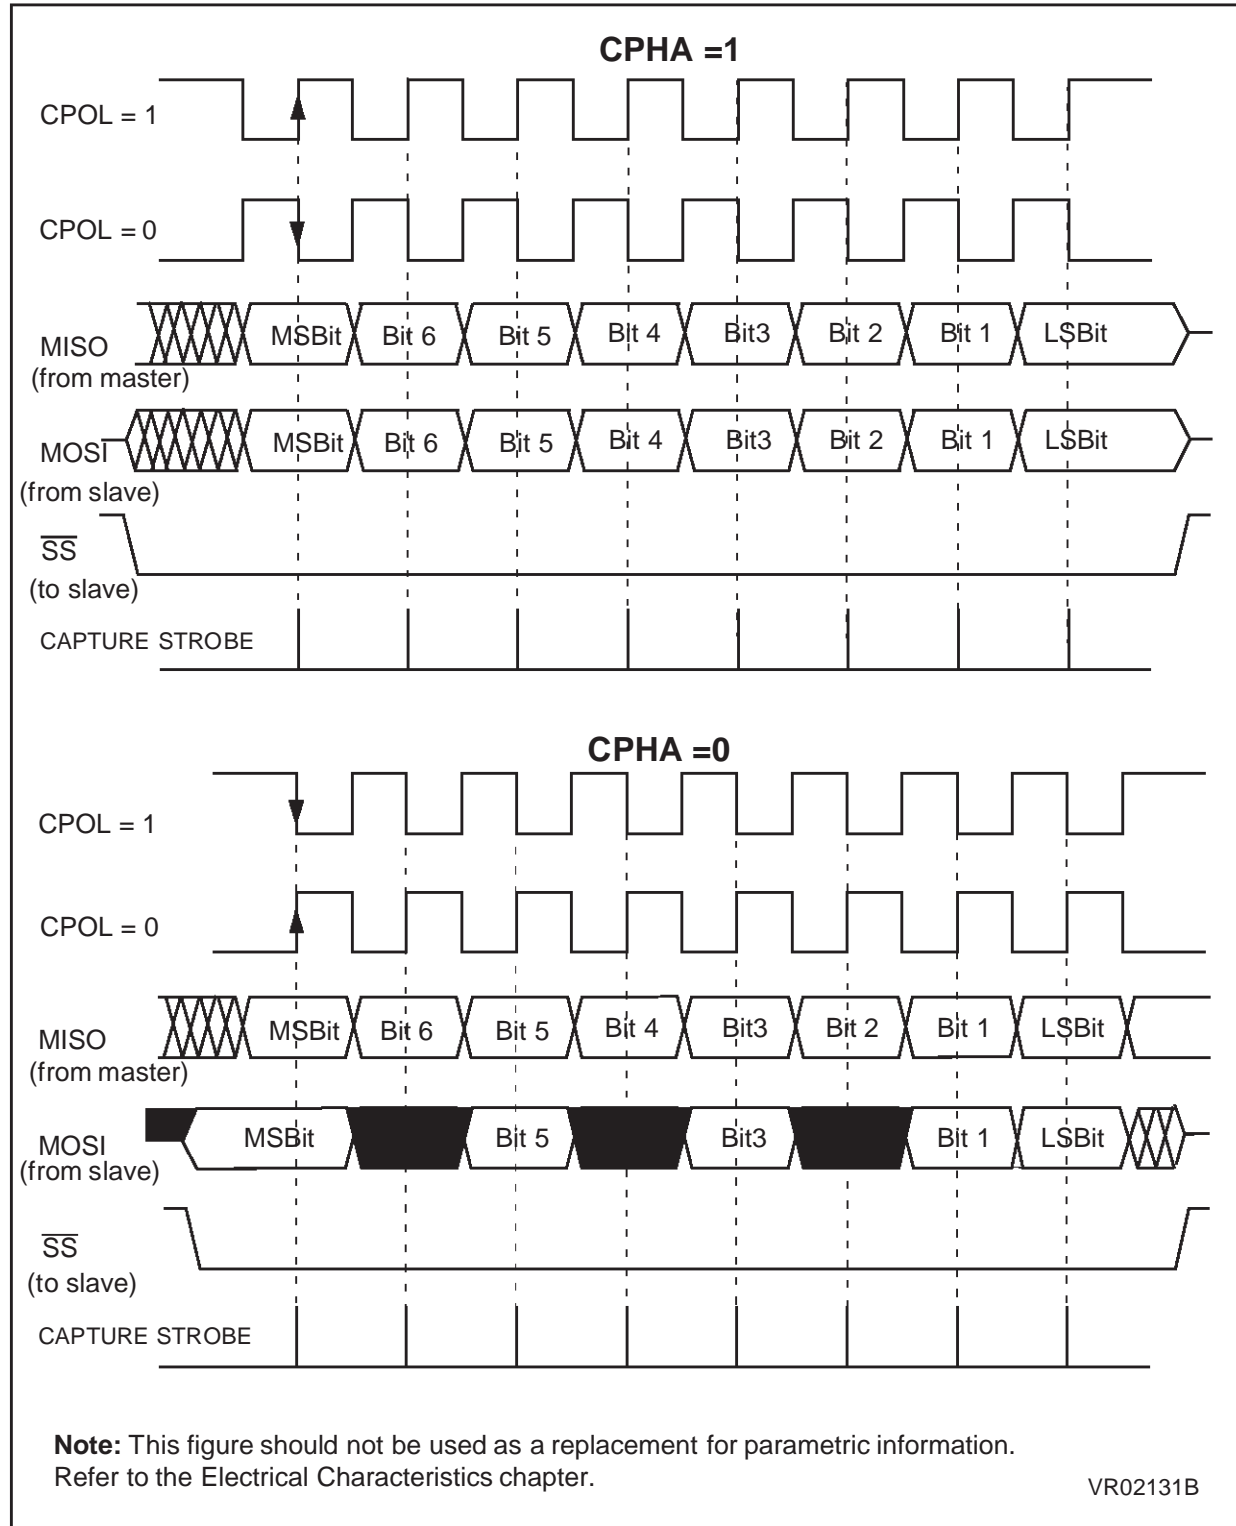 CPHA =1
CPOL = 1
CPOL = 0
MISO
(from master)
MSBit Bit 6 Bit 5 Bit 4 Bit3 Bit 2 Bit 1 LSBit
MOSI
(from slave)
MSBit Bit 6 Bit 5 Bit 4 Bit3 Bit 2 Bit 1 LSBit
SS
(to slave)
CAPTURE STROBE
CPHA =0
CPOL = 1
CPOL = 0
MISO
(from master)
MSBit Bit 6 Bit 5 Bit 4 Bit3 Bit 2 Bit 1 LSBit
MOSI
(from slave)
MSBit Bit 5 Bit3 Bit 1 LSBit
SS
(to slave)
CAPTURE STROBE
Note: This figure should not be used as a replacement for parametric information.
Refer to the Electrical Characteristics chapter.
VR02131B